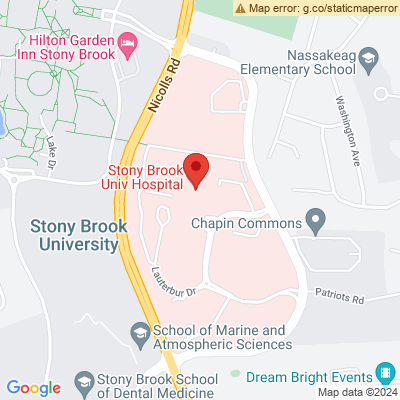 Map error: g.co/staticmaperror
Hilton Garden
Inn Stony Brook
Nicolls Rd
Nassakeag
Elementary School
Washington Ave
Lake Dr
Stony Brook
Univ Hospital
Stony Brook
University
Chapin Commons
Lauterbur Dr
Patriots Rd
School of Marine and
Atmospheric Sciences
Stony Brook School
of Dental Medicine
Dream Bright Events
Google
Map data ©2024